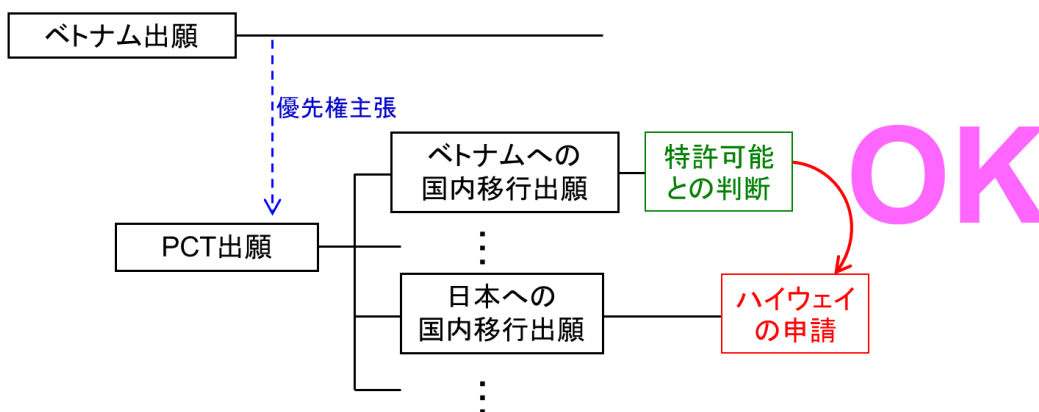 ベトナム出願
優先権主張
ベトナムへの
国内移行出願
特許可能
との判断
OK
PCT出願
⋮
日本への
国内移行出願
ハイウェイ
の申請
⋮